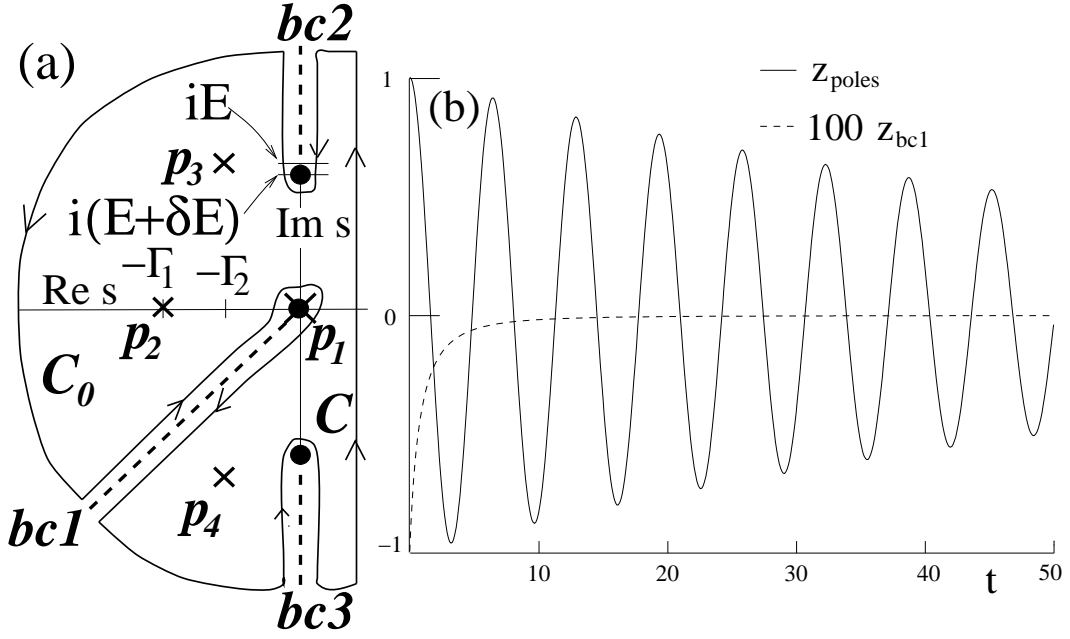 (a)
bc2
iE
p3
i(E+δE)
Im s
−Γ1
−Γ2
Re s
p2
p1
C0
C
bc1
p4
bc3
(b)
zpoles
100 zbc1
1
0
−1
10
20
30
40
50
t